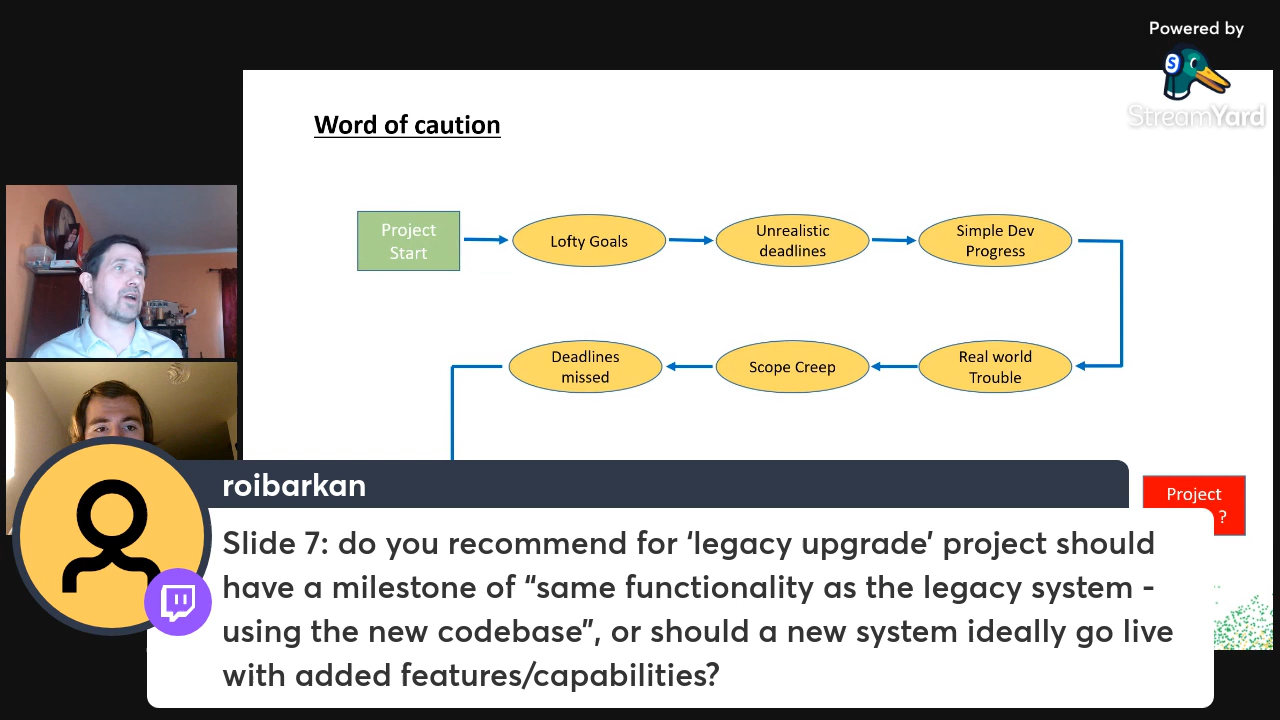 Powered by
StreamYard
Word of caution
Project
Start
Lofty Goals
Unrealistic
deadlines
Simple Dev
Progress
Real world
Trouble
Scope Creep
Deadlines
missed
Project
?
roibarkan
Slide 7: do you recommend for ‘legacy upgrade’ project should
have a milestone of “same functionality as the legacy system -
using the new codebase”, or should a new system ideally go live
with added features/capabilities?